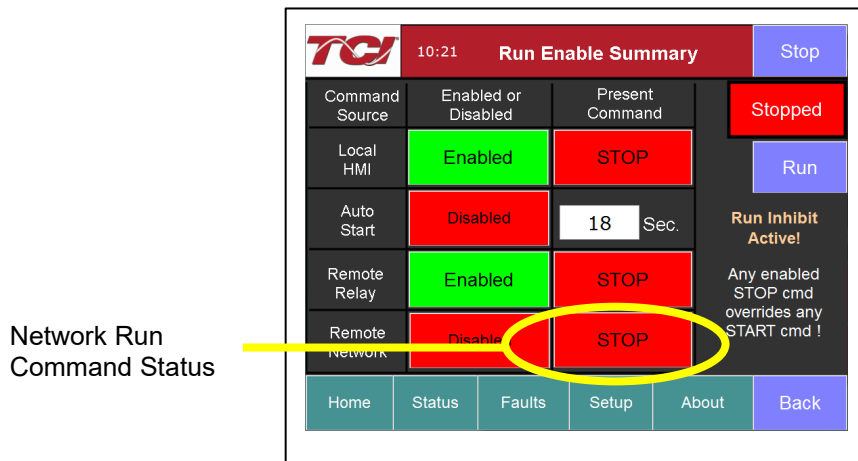 TCI
10:21
Run Enable Summary
Stop
Command
Source
Enabled or
Disabled
Present
Command
Stopped
Local
HMI
Enabled
STOP
Run
Auto
Start
Disabled
18
Sec.
Run Inhibit
Active!
Remote
Relay
Enabled
STOP
Any enabled
STOP cmd
overrides any
START cmd !
Remote
Network
Disabled
STOP
Network Run
Command Status
Home
Status
Faults
Setup
About
Back